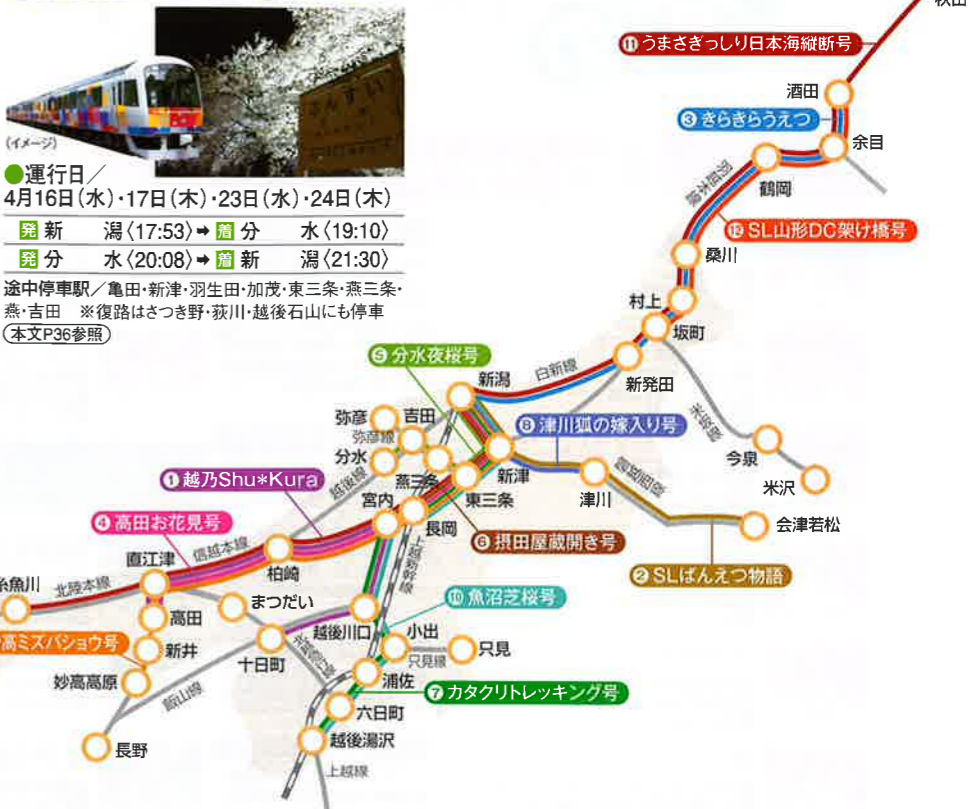 (イメージ)
●運行日／
4月16日(水)・17日(木)・23日(水)・24日(木)
発 新 潟〈17:53〉➡ 着 分 水〈19:10〉
発 分 水〈20:08〉➡ 着 新 潟〈21:30〉
途中停車駅／亀田・新津・羽生田・加茂・東三条・燕三条・
燕・吉田 ※復路はさつき野・荻川・越後石山にも停車
(本文P36参照)
ぶんすい
秋田
⑪うまさぎっしり日本海縦断号
酒田
③きらきらうえつ
余目
鶴岡
羽越本線
⑫SL山形DC架け橋号
桑川
村上
坂町
⑤分水夜桜号
新潟
白新線
新発田
米坂線
弥彦
吉田
弥彦線
⑧津川狐の嫁入り号
今泉
米沢
分水
越後線
燕三条
新津
津川
磐越西線
会津若松
①越乃Shu*Kura
宮内
東三条
長岡
④高田お花見号
信越本線
上越新幹線
⑥摂田屋蔵開き号
直江津
柏崎
②SLばんえつ物語
糸魚川
北陸本線
まつだい
⑩魚沼芝桜号
高田
越後川口
小出
只見
只見線
高ミズバショウ号
新井
十日町
北越急行線
妙高高原
飯山線
浦佐
⑦カタクリトレッキング号
六日町
長野
越後湯沢
上越線